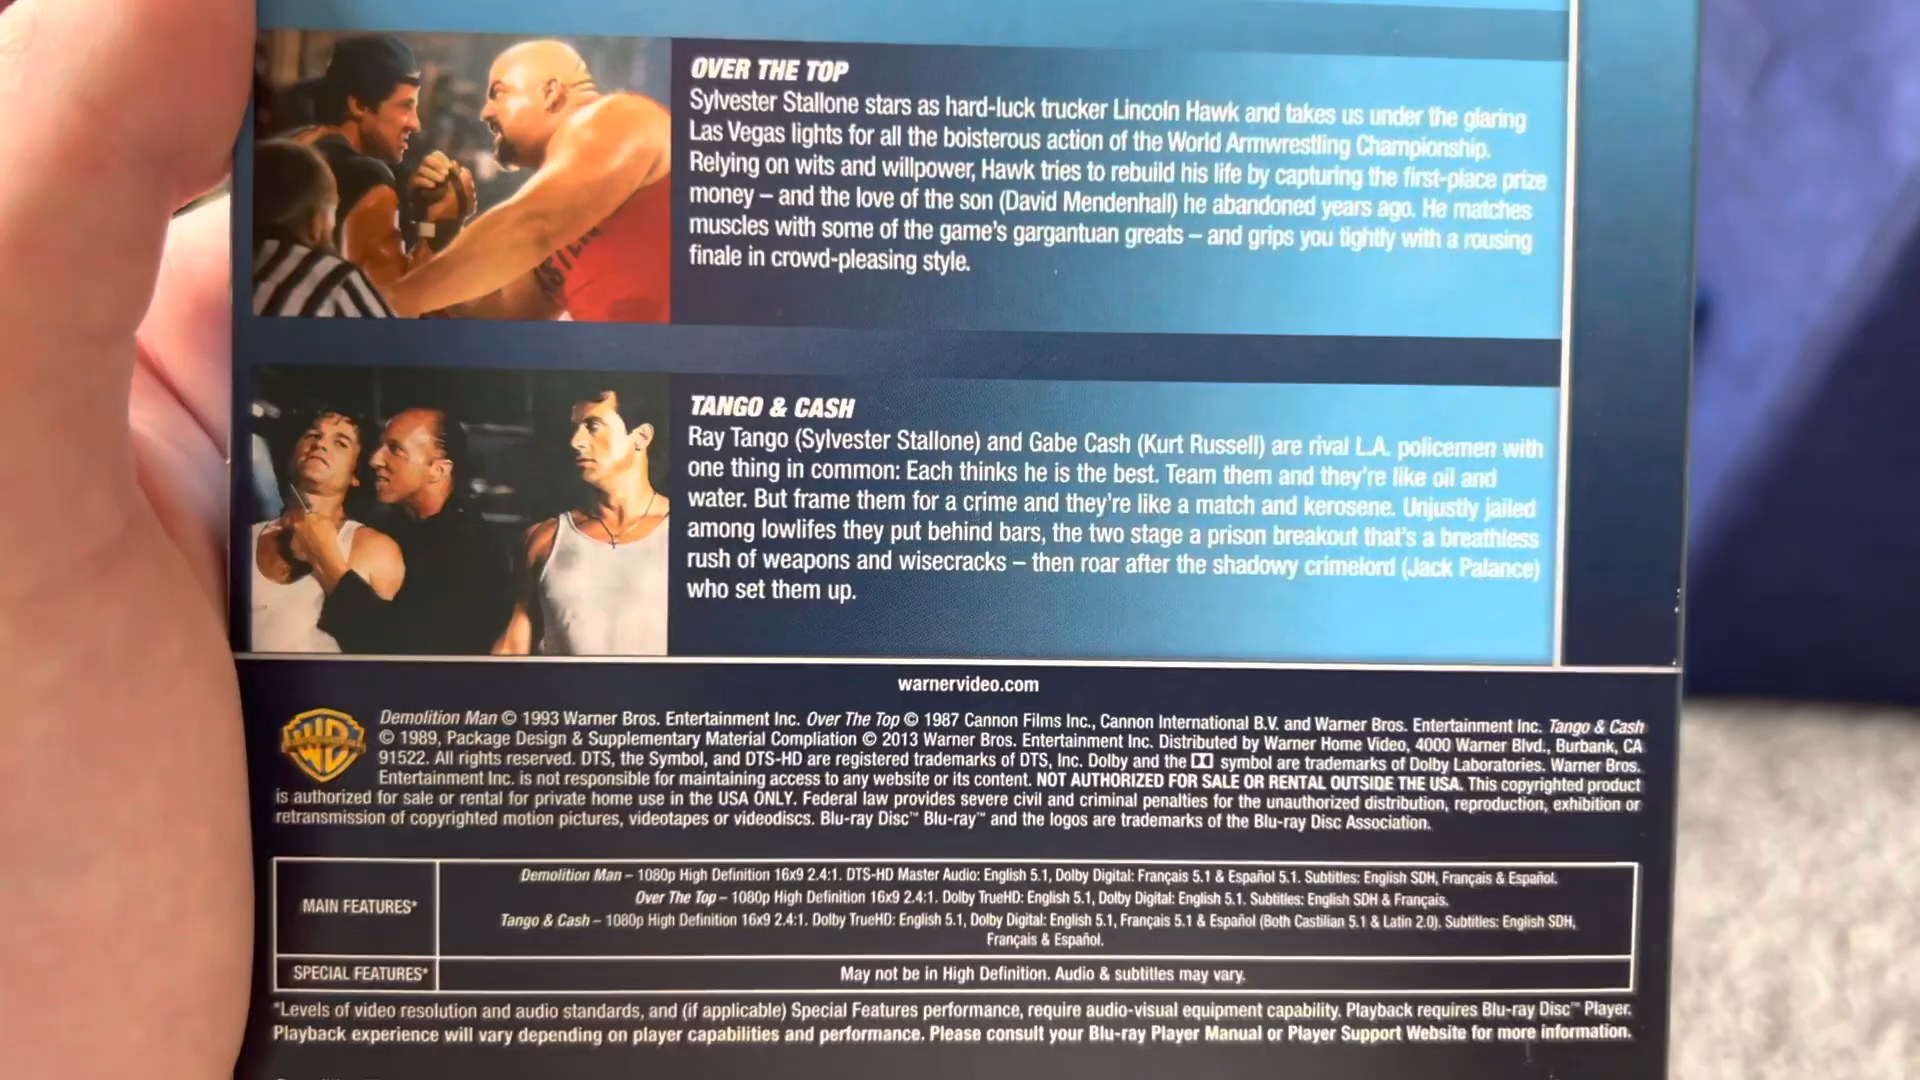 OVER THE TOP
Sylvester Stallone stars as hard-luck trucker Lincoln Hawk and takes us under the glaring
Las Vegas lights for all the boisterous action of the World Armwrestling Championship.
Relying on wits and willpower, Hawk tries to rebuild his life by capturing the first-place prize
money – and the love of the son (David Mendenhall) he abandoned years ago. He matches
muscles with some of the game's gargantuan greats – and grips you tightly with a rousing
finale in crowd-pleasing style.
TANGO & CASH
Ray Tango (Sylvester Stallone) and Gabe Cash (Kurt Russell) are rival L.A. policemen with
one thing in common: Each thinks he is the best. Team them and they're like oil and
water. But frame them for a crime and they're like a match and kerosene. Unjustly jailed
among lowlifes they put behind bars, the two stage a prison breakout that's a breathless
rush of weapons and wisecracks – then roar after the shadowy crimelord (Jack Palance)
who set them up.
warnervideo.com
WB
Demolition Man © 1993 Warner Bros. Entertainment Inc. Over The Top © 1987 Cannon Films Inc., Cannon International B.V. and Warner Bros. Entertainment Inc. Tango & Cash
© 1989, Package Design & Supplementary Material Compliation © 2013 Warner Bros. Entertainment Inc. Distributed by Warner Home Video, 4000 Warner Blvd., Burbank, CA
91522. All rights reserved. DTS, the Symbol, and DTS-HD are registered trademarks of DTS, Inc. Dolby and the symbol are trademarks of Dolby Laboratories. Warner Bros.
Entertainment Inc. is not responsible for maintaining access to any website or its content. NOT AUTHORIZED FOR SALE OR RENTAL OUTSIDE THE USA. This copyrighted product
is authorized for sale or rental for private home use in the USA ONLY. Federal law provides severe civil and criminal penalties for the unauthorized distribution, reproduction, exhibition or
retransmission of copyrighted motion pictures, videotapes or videodiscs. Blu-ray Disc™ Blu-ray™ and the logos are trademarks of the Blu-ray Disc Association.
MAIN FEATURES*
Demolition Man – 1080p High Definition 16x9 2.4:1. DTS-HD Master Audio: English 5.1, Dolby Digital: Français 5.1 & Español 5.1. Subtitles: English SDH, Français & Español.
Over The Top – 1080p High Definition 16x9 2.4:1. Dolby TrueHD: English 5.1, Dolby Digital: English 5.1. Subtitles: English SDH & Français.
Tango & Cash – 1080p High Definition 16x9 2.4:1. Dolby TrueHD: English 5.1, Dolby Digital: English 5.1, Français 5.1 & Español (Both Castilian 5.1 & Latin 2.0). Subtitles: English SDH,
Français & Español.
SPECIAL FEATURES*
May not be in High Definition. Audio & subtitles may vary.
*Levels of video resolution and audio standards, and (if applicable) Special Features performance, require audio-visual equipment capability. Playback requires Blu-ray Disc™ Player.
Playback experience will vary depending on player capabilities and performance. Please consult your Blu-ray Player Manual or Player Support Website for more information.